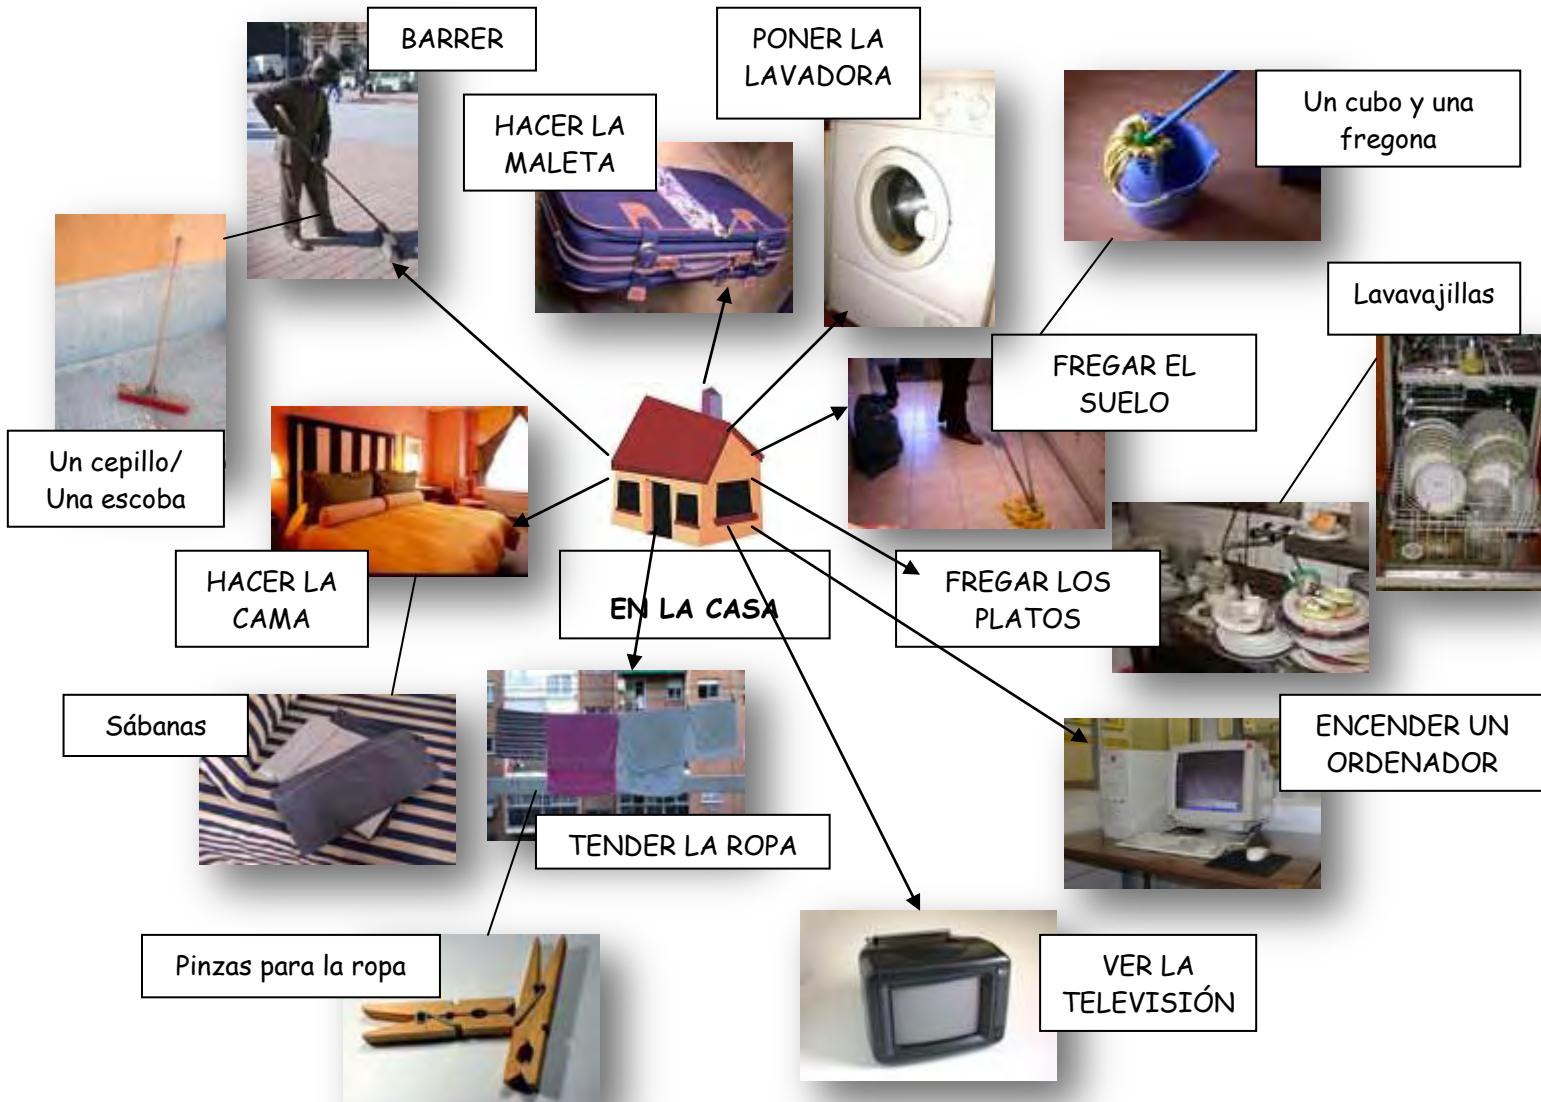 BARRER
PONER LA
LAVADORA
HACER LA
MALETA
Un cubo y una
fregona
Lavavajillas
FREGAR EL
SUELO
Un cepillo/
Una escoba
HACER LA
CAMA
EN LA CASA
FREGAR LOS
PLATOS
Sábanas
ENCENDER UN
ORDENADOR
TENDER LA ROPA
Pinzas para la ropa
VER LA
TELEVISIÓN